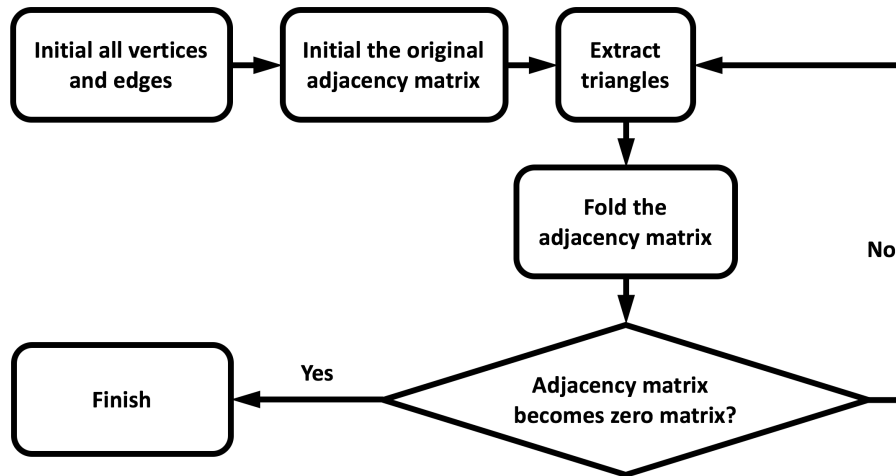 Initial all vertices
and edges
Initial the original
adjacency matrix
Extract
triangles
Fold the
adjacency matrix
No
Adjacency matrix
becomes zero matrix?
Yes
Finish